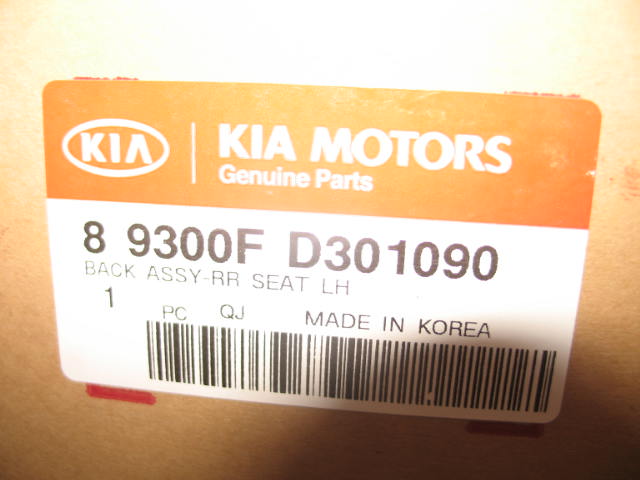 KIA
KIA MOTORS
Genuine Parts
8 9300F D301090
BACK ASSY-RR SEAT LH
1 PC QJ MADE IN KOREA